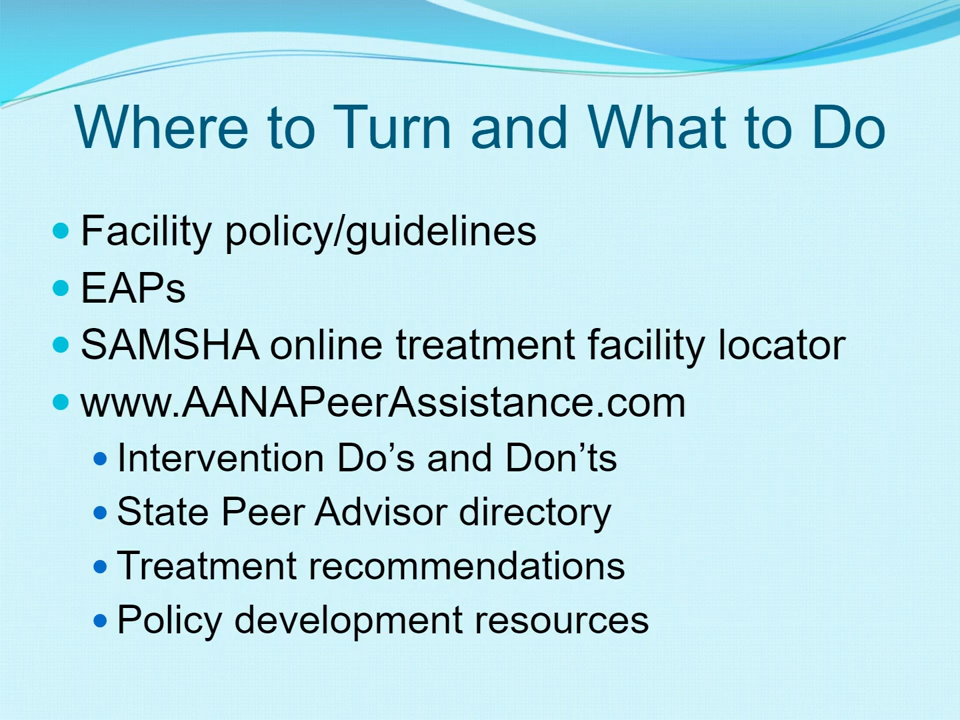 Where to Turn and What to Do
Facility policy/guidelines
EAPs
SAMSHA online treatment facility locator
www.AANAPeerAssistance.com
Intervention Do’s and Don’ts
State Peer Advisor directory
Treatment recommendations
Policy development resources